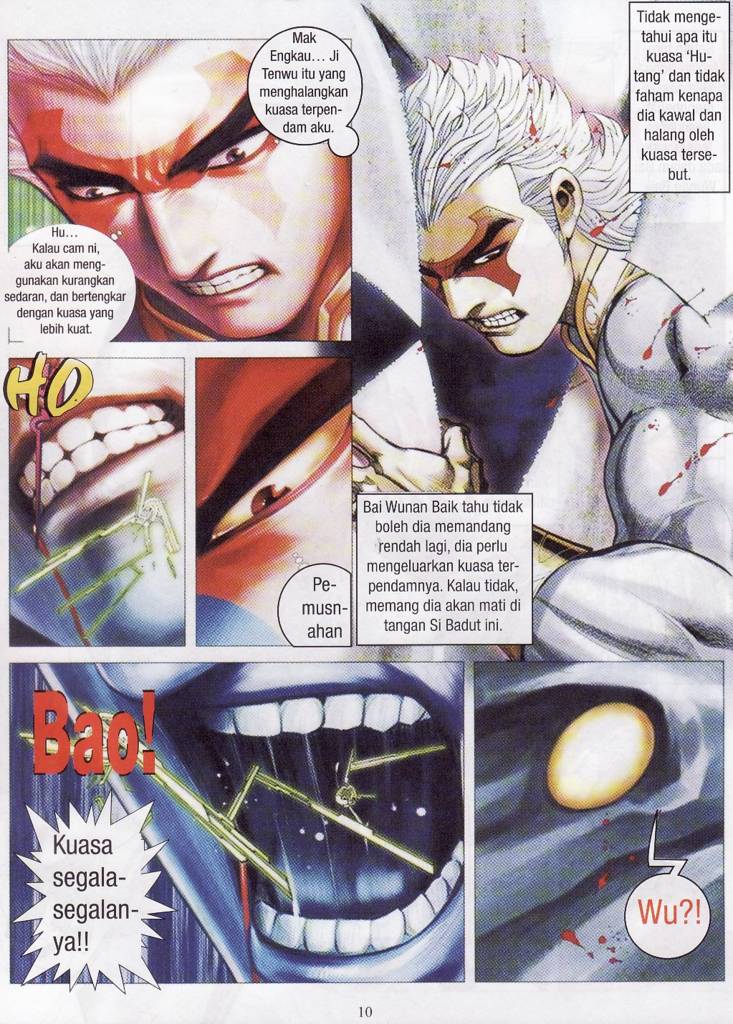 Mak
Engkau... Ji
Tenwu itu yang
menghalangkan
kuasa terpen-
dam aku.
Tidak menge-
tahui apa itu
kuasa ‘Hu-
tang’ dan tidak
faham kenapa
dia kawal dan
halang oleh
kuasa terse-
but.
Hu...
Kalau cam ni,
aku akan meng-
gunakan kurangkan
sedaran, dan bertengkar
dengan kuasa yang
lebih kuat.
HO
Pe-
musn-
ahan
Bai Wunan Baik tahu tidak
boleh dia memandang
rendah lagi, dia perlu
mengeluarkan kuasa ter-
pendamnya. Kalau tidak,
memang dia akan mati di
tangan Si Badut ini.
Bao!
Kuasa
segala-
segalan-
ya!!
Wu?!
10